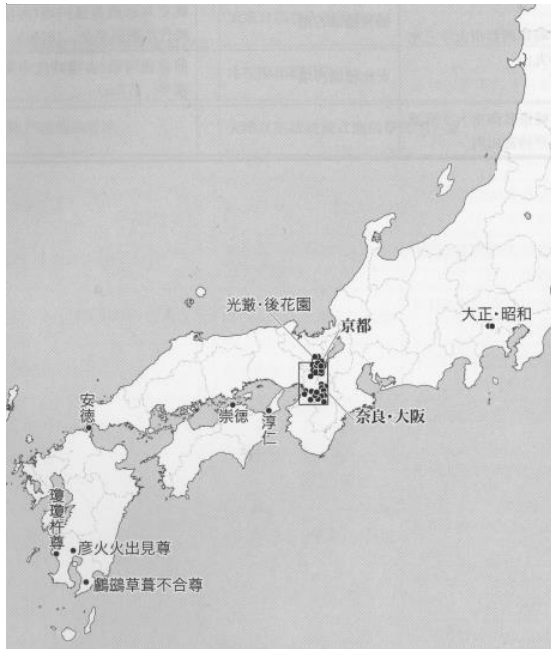 光厳・後花園
京都
大正・昭和
奈良・大阪
安徳
崇徳
淳仁
瓊瓊杵尊
彦火火出見尊
鸕鷀草葺不合尊